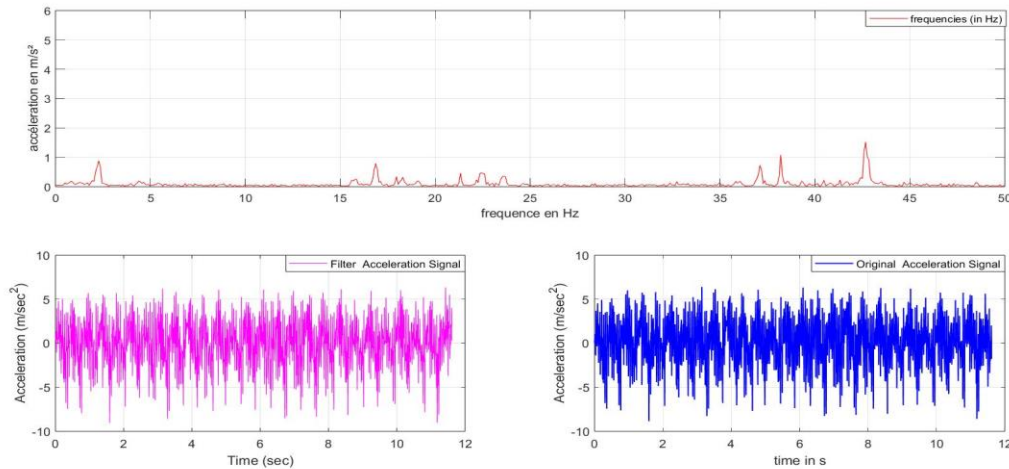 6
5
4
3
2
1
0
accéleration en m/s²
frequencies (in Hz)
0 5 10 15 20 25 30 35 40 45 50
frequence en Hz
10
5
0
-5
-10
Acceleration (m/sec²)
Filter Acceleration Signal
0 2 4 6 8 10 12
Time (sec)
10
5
0
-5
-10
Acceleration (m/sec²)
Original Acceleration Signal
0 2 4 6 8 10 12
time in s